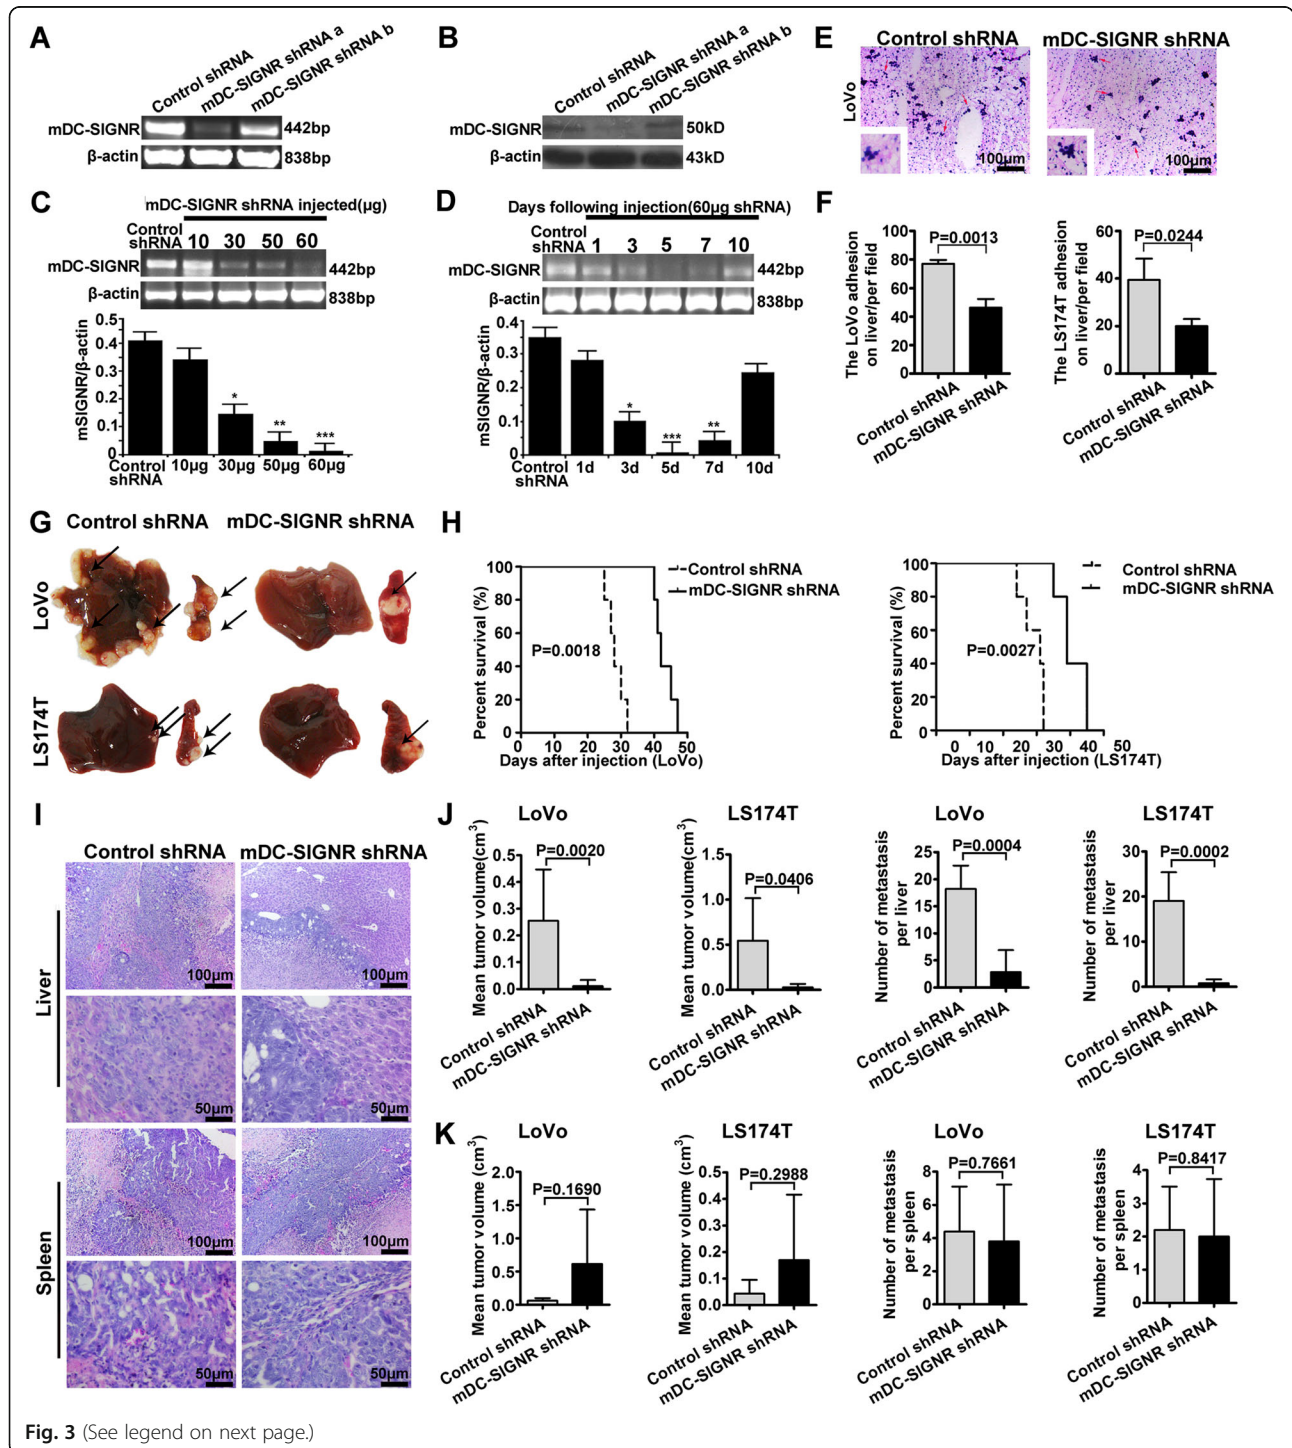 A
Control shRNA
mDC-SIGNR shRNA a
mDC-SIGNR shRNA b
mDC-SIGNR
442bp
β-actin
838bp
B
Control shRNA
mDC-SIGNR shRNA a
mDC-SIGNR shRNA b
mDC-SIGNR
50kD
β-actin
43kD
E
Control shRNA
mDC-SIGNR shRNA
LoVo
100μm
100μm
C
mDC-SIGNR shRNA injected(μg)
Control
shRNA
10 30 50 60
mDC-SIGNR
442bp
β-actin
838bp
mSIGNR/β-actin
0.5
0.4
0.3
0.2
0.1
0
*
**
***
Control
shRNA
10μg 30μg 50μg 60μg
D
Days following injection(60μg shRNA)
Control
shRNA
1 3 5 7 10
mDC-SIGNR
442bp
β-actin
838bp
mSIGNR/β-actin
0.4
0.3
0.2
0.1
0
*
***
**
Control
shRNA
1d 3d 5d 7d 10d
F
The LoVo adhesion
on liver/per field
100
80
60
40
20
0
P=0.0013
Control shRNA
mDC-SIGNR shRNA
The LS174T adhesion
on liver/per field
60
40
20
0
P=0.0244
Control shRNA
mDC-SIGNR shRNA
G
Control shRNA
mDC-SIGNR shRNA
LoVo
LS174T
H
Percent survival (%)
100
80
60
40
20
0
P=0.0018
Control shRNA
mDC-SIGNR shRNA
0 10 20 30 40 50
Days after injection (LoVo)
Percent survival (%)
100
80
60
40
20
0
P=0.0027
Control shRNA
mDC-SIGNR shRNA
0 10 20 30 40 50
Days after injection (LS174T)
I
Control shRNA
mDC-SIGNR shRNA
Liver
100μm
100μm
50μm
50μm
Spleen
100μm
100μm
50μm
50μm
J
LoVo
Mean tumor volume(cm³)
0.5
0.4
0.3
0.2
0.1
0.0
P=0.0020
Control shRNA
mDC-SIGNR shRNA
LS174T
Mean tumor volume(cm³)
1.5
1.0
0.5
0.0
P=0.0406
Control shRNA
mDC-SIGNR shRNA
LoVo
Number of metastasis
per liver
25
20
15
10
5
0
P=0.0004
Control shRNA
mDC-SIGNR shRNA
LS174T
Number of metastasis
per liver
30
20
10
0
P=0.0002
Control shRNA
mDC-SIGNR shRNA
K
LoVo
Mean tumor volume (cm³)
2.0
1.5
1.0
0.5
0.0
P=0.1690
Control shRNA
mDC-SIGNR shRNA
LS174T
Mean tumor volume (cm³)
0.5
0.4
0.3
0.2
0.1
0.0
P=0.2988
Control shRNA
mDC-SIGNR shRNA
LoVo
Number of metastasis
per spleen
8
6
4
2
0
P=0.7661
Control shRNA
mDC-SIGNR shRNA
LS174T
Number of metastasis
per spleen
4
3
2
1
0
P=0.8417
Control shRNA
mDC-SIGNR shRNA
Fig. 3 (See legend on next page.)